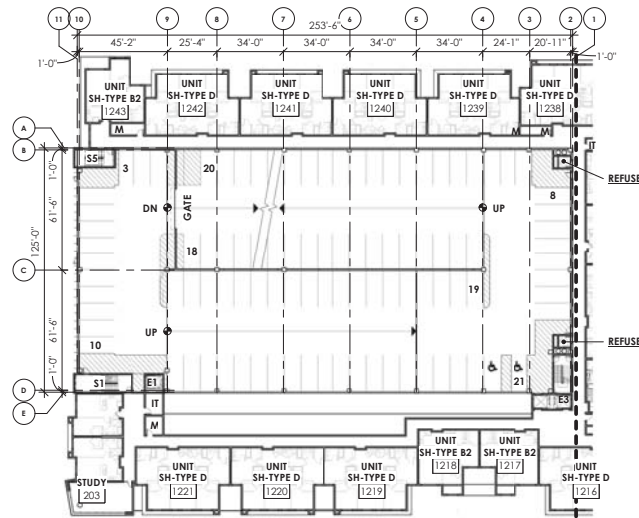 11 10 9 8 7 6 5 4 3 2 1
253'-6"
45'-2" 25'-4" 34'-0" 34'-0" 34'-0" 34'-0" 24'-1" 20'-11"
1'-0" 1'-0"
UNIT
SH-TYPE B2
1243
UNIT
SH-TYPE D
1242
UNIT
SH-TYPE D
1241
UNIT
SH-TYPE D
1240
UNIT
SH-TYPE D
1239
UNIT
SH-TYPE D
1238
M M M
A
B
IT
S5
3
20
8
REFUSE
1'-0"
61'-6"
125'-0"
DN
GATE
UP
18
C
19
61'-6"
UP
10
REFUSE
1'-0"
S1
E1
21
E3
D
E
IT
M
UNIT
SH-TYPE B2
1218
UNIT
SH-TYPE B2
1217
UNIT
SH-TYPE D
1221
UNIT
SH-TYPE D
1220
UNIT
SH-TYPE D
1219
UNIT
SH-TYPE D
1216
STUDY
203